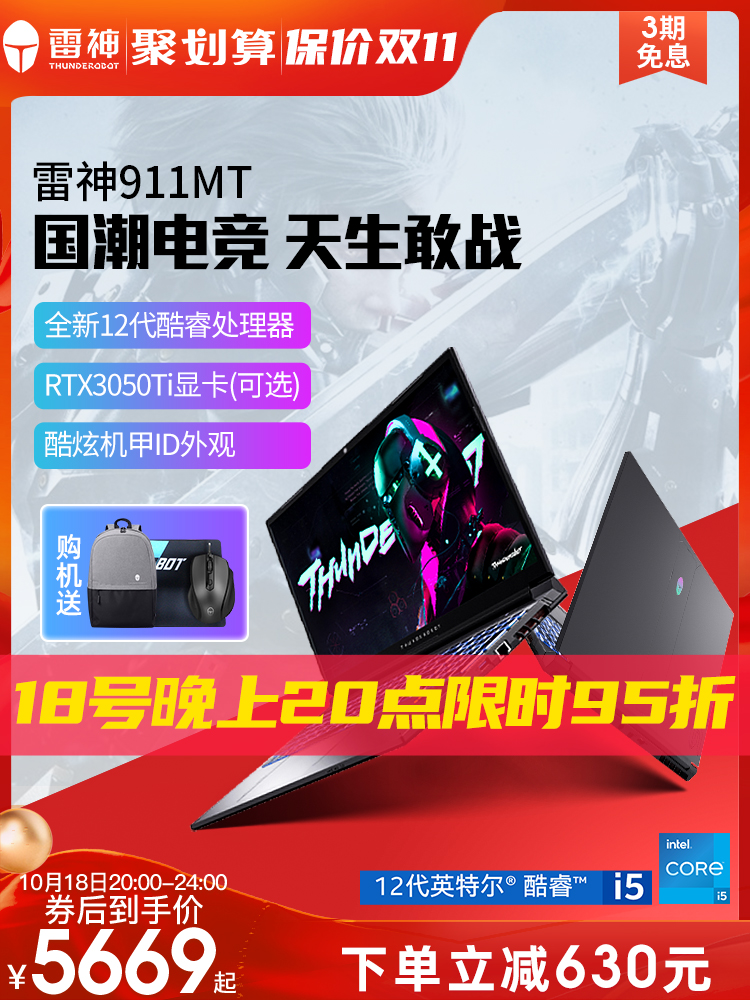 雷神
THUNDEROBOT
聚划算
保价双11
3期
免息
雷神911MT
国潮电竞 天生敢战
全新12代酷睿处理器
RTX3050Ti显卡(可选)
酷炫机甲ID外观
购机送
BOT
THUNDE
THUNDEROBOT
THUNDEROBOT
18号晚上20点限时95折
12代英特尔® 酷睿™ i5
intel.
CORE
i5
10月18日20:00-24:00
券后到手价
¥5669起
下单立减630元